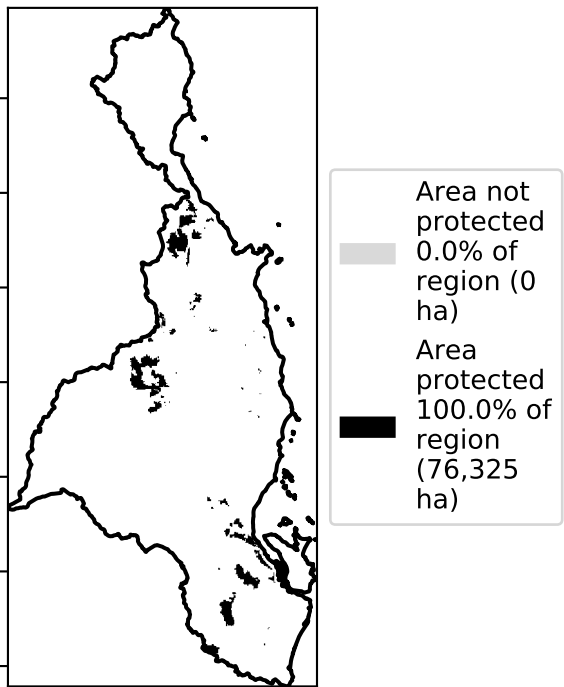 Area not
protected
0.0% of
region (0
ha)
Area
protected
100.0% of
region
(76,325
ha)